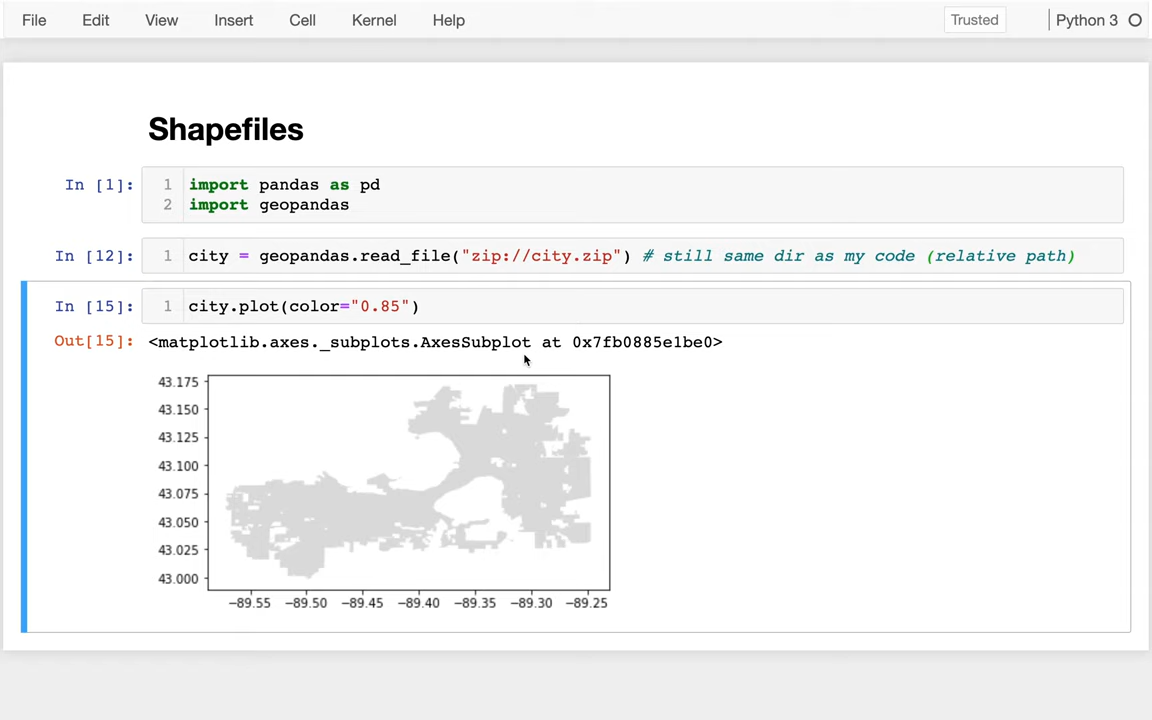 File Edit View Insert Cell Kernel Help Trusted Python 3
Shapefiles
In [1]: 1 import pandas as pd
2 import geopandas
In [12]: 1 city = geopandas.read_file("zip://city.zip") # still same dir as my code (relative path)
In [15]: 1 city.plot(color="0.85")
Out[15]: <matplotlib.axes._subplots.AxesSubplot at 0x7fb0885e1be0>
43.175
43.150
43.125
43.100
43.075
43.050
43.025
43.000
−89.55 −89.50 −89.45 −89.40 −89.35 −89.30 −89.25